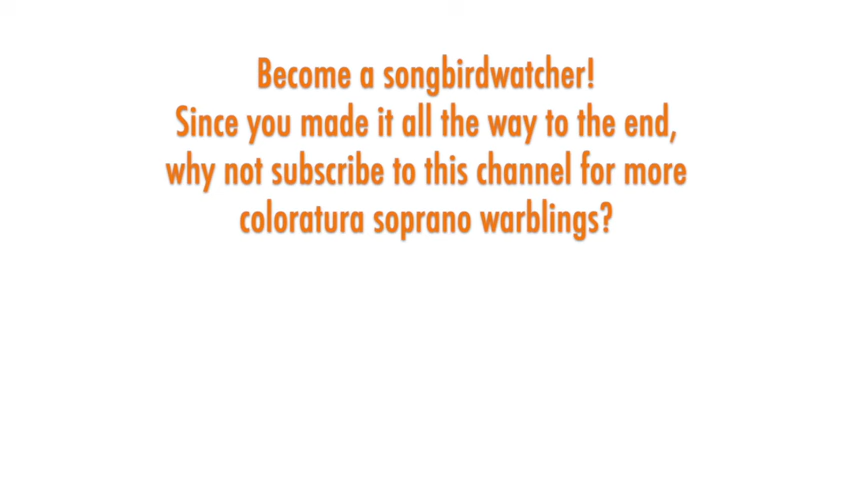 Become a songbirdwatcher!
Since you made it all the way to the end,
why not subscribe to this channel for more
coloratura soprano warblings?